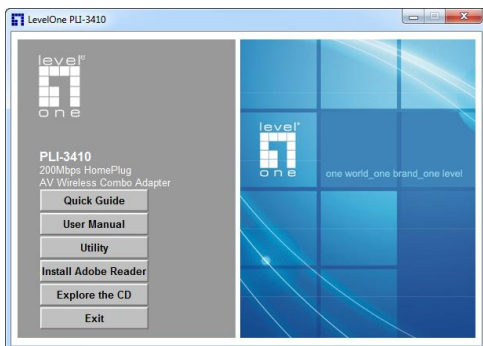 LevelOne PLI-3410
level®
one
PLI-3410
200Mbps HomePlug
AV Wireless Combo Adapter
Quick Guide
User Manual
Utility
Install Adobe Reader
Explore the CD
Exit
level®
one
one world_one brand_one level